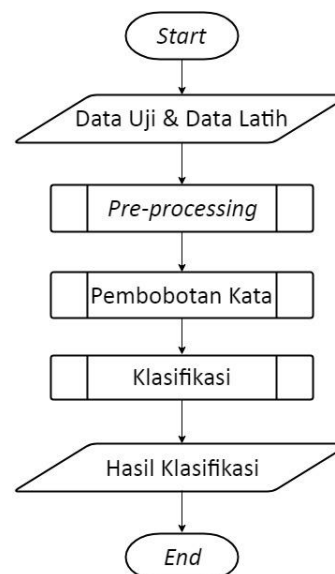 Start
Data Uji & Data Latih
Pre-processing
Pembobotan Kata
Klasifikasi
Hasil Klasifikasi
End